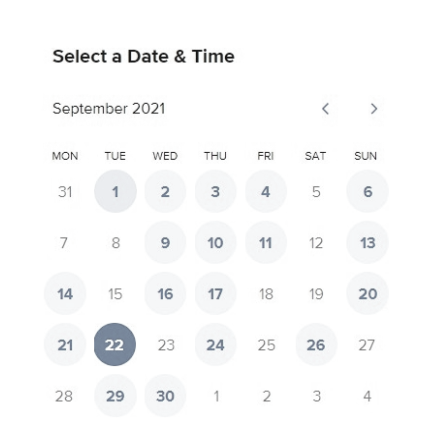 Select a Date & Time
September 2021
MON TUE WED THU FRI SAT SUN
31 1 2 3 4 5 6
7 8 9 10 11 12 13
14 15 16 17 18 19 20
21 22 23 24 25 26 27
28 29 30 1 2 3 4